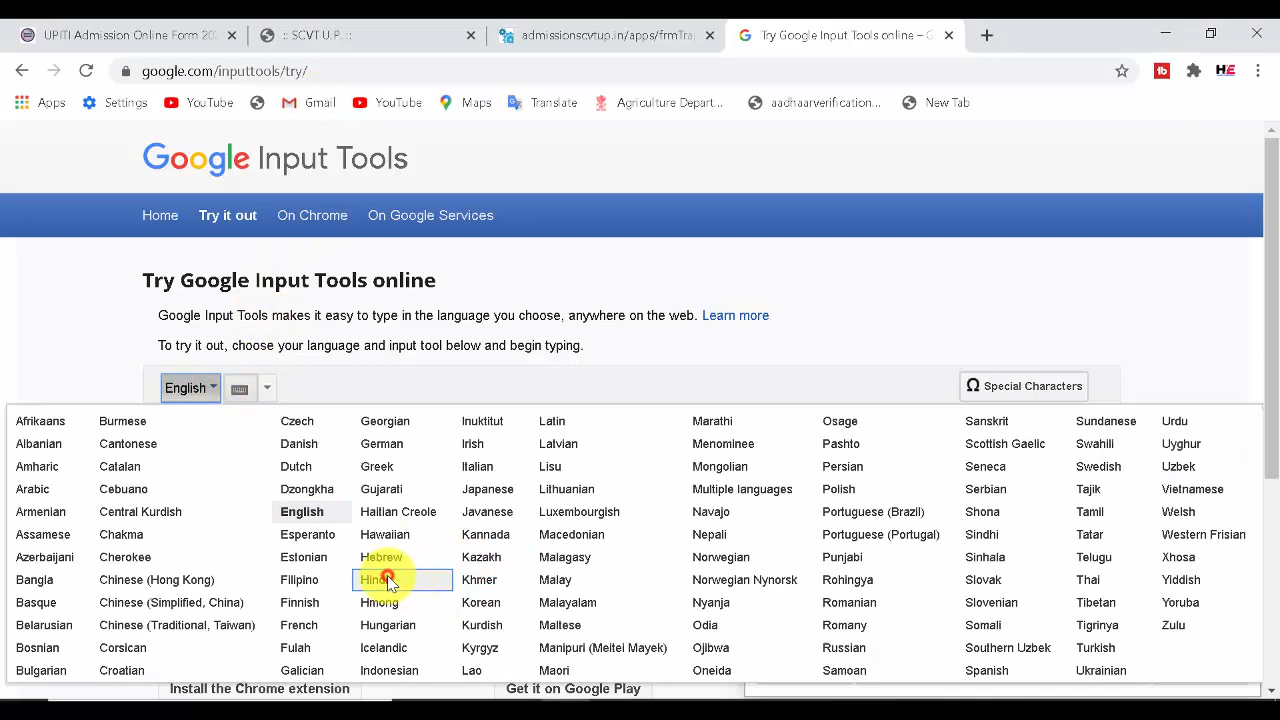 UPITI Admission Online Form 20
:: SCVT U.P. ::
admissionscvtup.in/apps/frmTra
Try Google Input Tools online – G
google.com/inputtools/try/
Apps Settings YouTube Gmail YouTube Maps Translate Agriculture Depart... aadhaarverification... New Tab
Google Input Tools
Home Try it out On Chrome On Google Services
Try Google Input Tools online
Google Input Tools makes it easy to type in the language you choose, anywhere on the web. Learn more
To try it out, choose your language and input tool below and begin typing.
English Ω Special Characters
Afrikaans Burmese Czech Georgian Inuktitut Latin Marathi Osage Sanskrit Sundanese Urdu
Albanian Cantonese Danish German Irish Latvian Menominee Pashto Scottish Gaelic Swahili Uyghur
Amharic Catalan Dutch Greek Italian Lisu Mongolian Persian Seneca Swedish Uzbek
Arabic Cebuano Dzongkha Gujarati Japanese Lithuanian Multiple languages Polish Serbian Tajik Vietnamese
Armenian Central Kurdish English Haitian Creole Javanese Luxembourgish Navajo Portuguese (Brazil) Shona Tamil Welsh
Assamese Chakma Esperanto Hawaiian Kannada Macedonian Nepali Portuguese (Portugal) Sindhi Tatar Western Frisian
Azerbaijani Cherokee Estonian Hebrew Kazakh Malagasy Norwegian Punjabi Sinhala Telugu Xhosa
Bangla Chinese (Hong Kong) Filipino Hindi Khmer Malay Norwegian Nynorsk Rohingya Slovak Thai Yiddish
Basque Chinese (Simplified, China) Finnish Hmong Korean Malayalam Nyanja Romanian Slovenian Tibetan Yoruba
Belarusian Chinese (Traditional, Taiwan) French Hungarian Kurdish Maltese Odia Romany Somali Tigrinya Zulu
Bosnian Corsican Fulah Icelandic Kyrgyz Manipuri (Meitei Mayek) Ojibwa Russian Southern Uzbek Turkish
Bulgarian Croatian Galician Indonesian Lao Maori Oneida Samoan Spanish Ukrainian
Install the Chrome extension Get it on Google Play